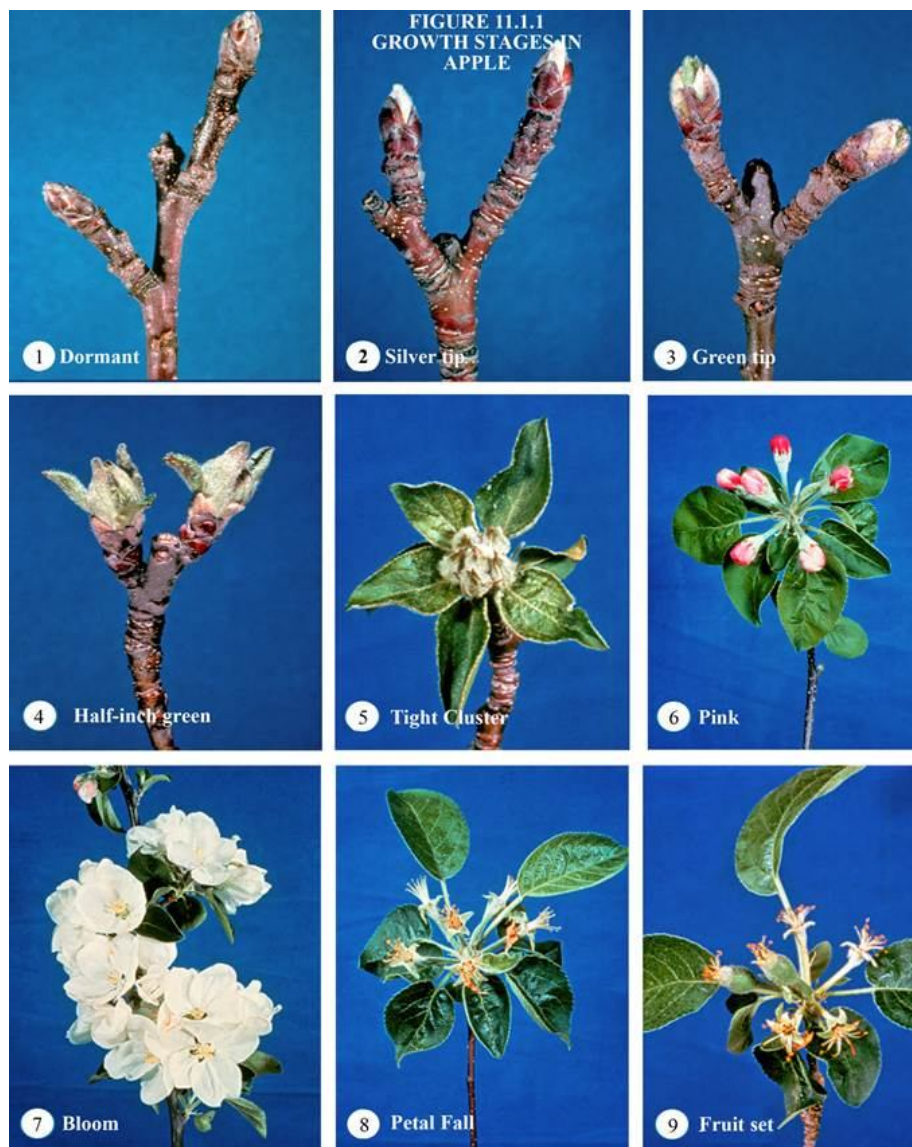 FIGURE 11.1.1
GROWTH STAGES IN
APPLE
1 Dormant
2 Silver tip
3 Green tip
4 Half-inch green
5 Tight Cluster
6 Pink
7 Bloom
8 Petal Fall
9 Fruit set